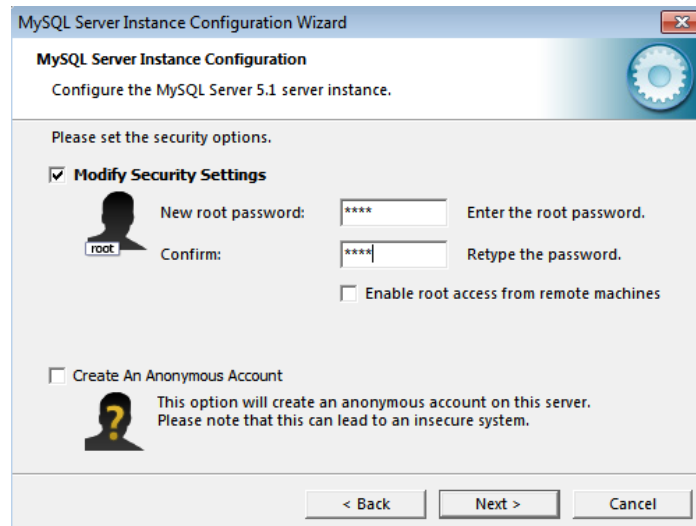 MySQL Server Instance Configuration Wizard
MySQL Server Instance Configuration
Configure the MySQL Server 5.1 server instance.
Please set the security options.
Modify Security Settings
New root password: **** Enter the root password.
root
Confirm: **** Retype the password.
Enable root access from remote machines
Create An Anonymous Account
This option will create an anonymous account on this server.
Please note that this can lead to an insecure system.
< Back Next > Cancel